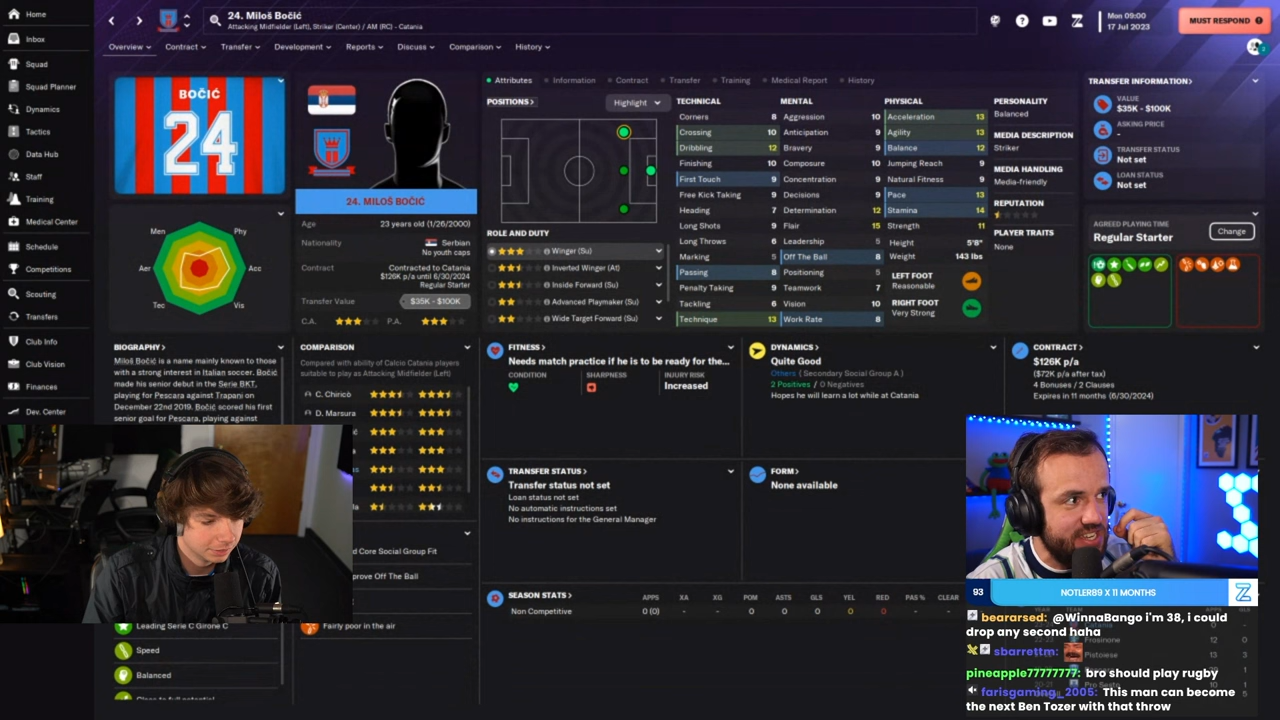 Home
Inbox
Squad
Squad Planner
Dynamics
Tactics
Data Hub
Staff
Training
Medical Center
Schedule
Competitions
Scouting
Transfers
Club Info
Club Vision
Finances
Dev. Center
24. Miloš Bočić
Attacking Midfielder (Left), Striker (Center) / AM (RC) - Catania
Mon 09:00
17 Jul 2023
MUST RESPOND
Overview
Contract
Transfer
Development
Reports
Discuss
Comparison
History
BOČIĆ
24
24. MILOŠ BOČIĆ
Age
23 years old (1/26/2000)
Nationality
Serbian
No youth caps
Contract
Contracted to Catania
$126K p/a until 6/30/2024
Regular Starter
Transfer Value
$35K - $100K
C.A.
P.A.
Men
Phy
Aer
Acc
Tec
Vis
Attributes
Information
Contract
Transfer
Training
Medical Report
History
POSITIONS>
Highlight
ROLE AND DUTY
Winger (Su)
Inverted Winger (At)
Inside Forward (Su)
Advanced Playmaker (Su)
Wide Target Forward (Su)
TECHNICAL
Corners 8
Crossing 10
Dribbling 12
Finishing 10
First Touch 9
Free Kick Taking 9
Heading 7
Long Shots 9
Long Throws 6
Marking 5
Passing 8
Penalty Taking 9
Tackling 6
Technique 13
MENTAL
Aggression 10
Anticipation 9
Bravery 9
Composure 10
Concentration 9
Decisions 9
Determination 12
Flair 15
Leadership 5
Off The Ball 8
Positioning 5
Teamwork 7
Vision 10
Work Rate 8
PHYSICAL
Acceleration 13
Agility 13
Balance 12
Jumping Reach 9
Natural Fitness 9
Pace 13
Stamina 14
Strength 11
Height 5'8"
Weight 143 lbs
LEFT FOOT
Reasonable
RIGHT FOOT
Very Strong
PERSONALITY
Balanced
MEDIA DESCRIPTION
Striker
MEDIA HANDLING
Media-friendly
REPUTATION
PLAYER TRAITS
None
TRANSFER INFORMATION>
VALUE
$35K - $100K
ASKING PRICE
-
TRANSFER STATUS
Not set
LOAN STATUS
Not set
AGREED PLAYING TIME
Regular Starter
Change
BIOGRAPHY>
Miloš Bočić is a name mainly known to those
with a strong interest in Italian soccer. Bočić
made his senior debut in the Serie BKT,
playing for Pescara against Trapani on
December 22nd 2019. Bočić scored his first
senior goal for Pescara, playing against
COMPARISON
Compared with ability of Calcio Catania players
suitable to play as Attacking Midfielder (Left)
C. Chiricò
D. Marsura
d Core Social Group Fit
prove Off The Ball
Fairly poor in the air
Leading Serie C Girone C
Speed
Balanced
FITNESS>
Needs match practice if he is to be ready for the...
CONDITION
SHARPNESS
INJURY RISK
Increased
DYNAMICS>
Quite Good
Others ( Secondary Social Group A )
2 Positives / 0 Negatives
Hopes he will learn a lot while at Catania
CONTRACT>
$126K p/a
($72K p/a after tax)
4 Bonuses / 2 Clauses
Expires in 11 months (6/30/2024)
TRANSFER STATUS>
Transfer status not set
Loan status not set
No automatic instructions set
No instructions for the General Manager
FORM>
None available
SEASON STATS>
APPS XA XG POM ASTS GLS YEL RED PAS % CLEAR
Non Competitive 0 (0) - - 0 0 0 0 0 - -
93
NOTLER89 X 11 MONTHS
Z
beararsed: @WinnaBango i'm 38, i could
drop any second haha
sbarrettm:
pineapple77777777: bro should play rugby
farisgaming_2005: This man can become
the next Ben Tozer with that throw
Frosinone
Pistoiese 13 3